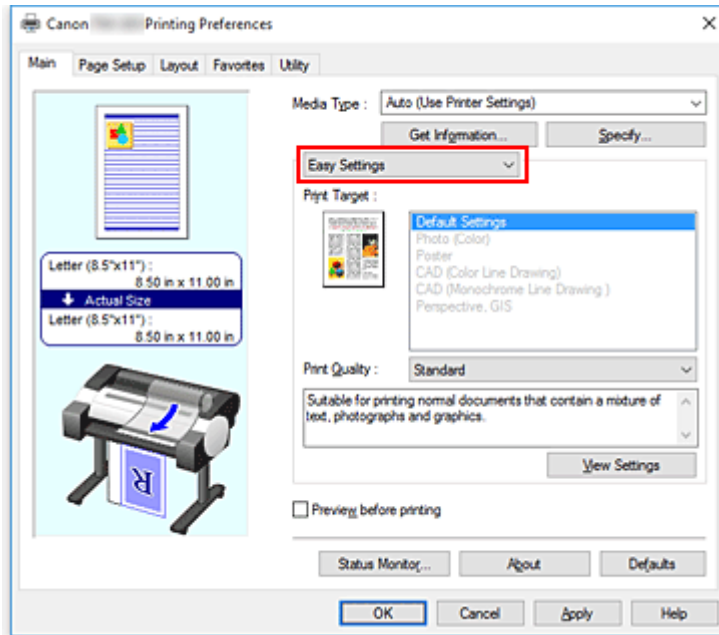 Canon Printing Preferences
Main Page Setup Layout Favorites Utility
Media Type : Auto (Use Printer Settings)
Get Information... Specify...
Easy Settings
Print Target :
Default Settings
Photo (Color)
Poster
CAD (Color Line Drawing)
CAD (Monochrome Line Drawing )
Perspective, GIS
Letter (8.5"x11") :
8.50 in x 11.00 in
Actual Size
Letter (8.5"x11") :
8.50 in x 11.00 in
R
Print Quality : Standard
Suitable for printing normal documents that contain a mixture of
text, photographs and graphics.
View Settings
Preview before printing
Status Monitor... About Defaults
OK Cancel Apply Help